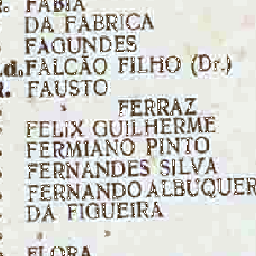 FABIA
DA FABRICA
FAGUNDES
.d. FALCÃO FILHO (Dr.)
R. FAUSTO
" FERRAZ
FELIX GUILHERME
FERMIANO PINTO
FERNANDES SILVA
FERNANDO ALBUQUER
DA FIGUEIRA
" "
FLORA